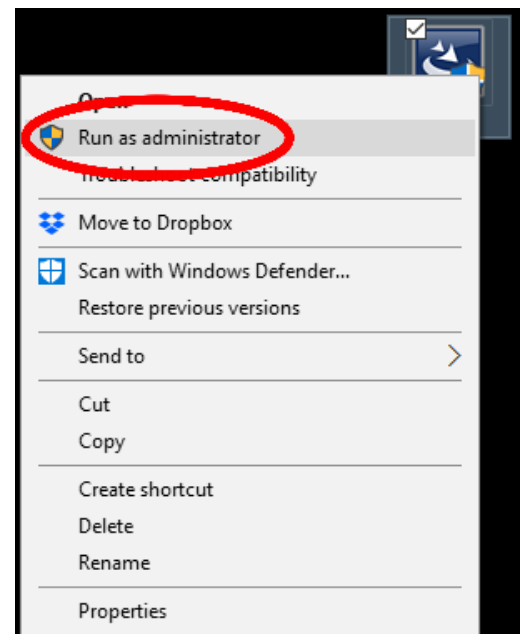 Open
Run as administrator
Troubleshoot compatibility
Move to Dropbox
Scan with Windows Defender...
Restore previous versions
Send to
Cut
Copy
Create shortcut
Delete
Rename
Properties